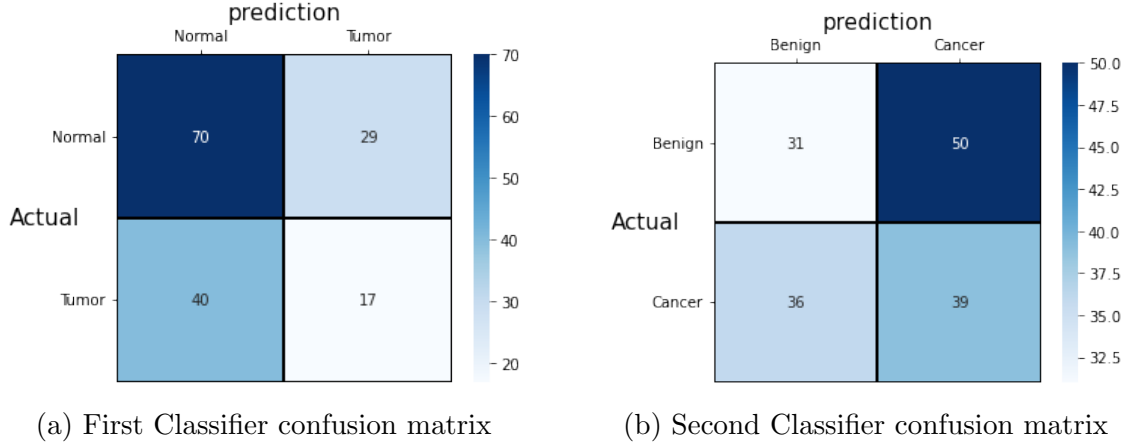 prediction
Normal Tumor
70
Normal 70 29
60
50
Actual
40
Tumor 40 17
30
20
(a) First Classifier confusion matrix
prediction
Benign Cancer
50.0
47.5
Benign 31 50
45.0
42.5
Actual
40.0
37.5
Cancer 36 39
35.0
32.5
(b) Second Classifier confusion matrix